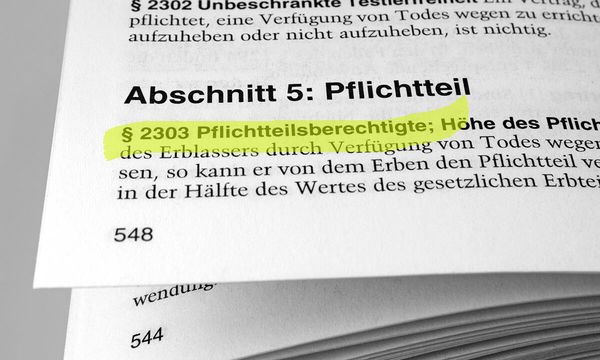 § 2302 Unbeschränkte Testierfreiheit Ein Vertrag, d
pflichtet, eine Verfügung von Todes wegen zu erricht
aufzuheben oder nicht aufzuheben, ist nichtig.
Abschnitt 5: Pflichtteil
§ 2303 Pflichtteilsberechtigte; Höhe des Pflich
des Erblassers durch Verfügung von Todes wegen
sen, so kann er von dem Erben den Pflichtteil ve
in der Hälfte des Wertes des gesetzlichen Erbtei
548
wendung.
544